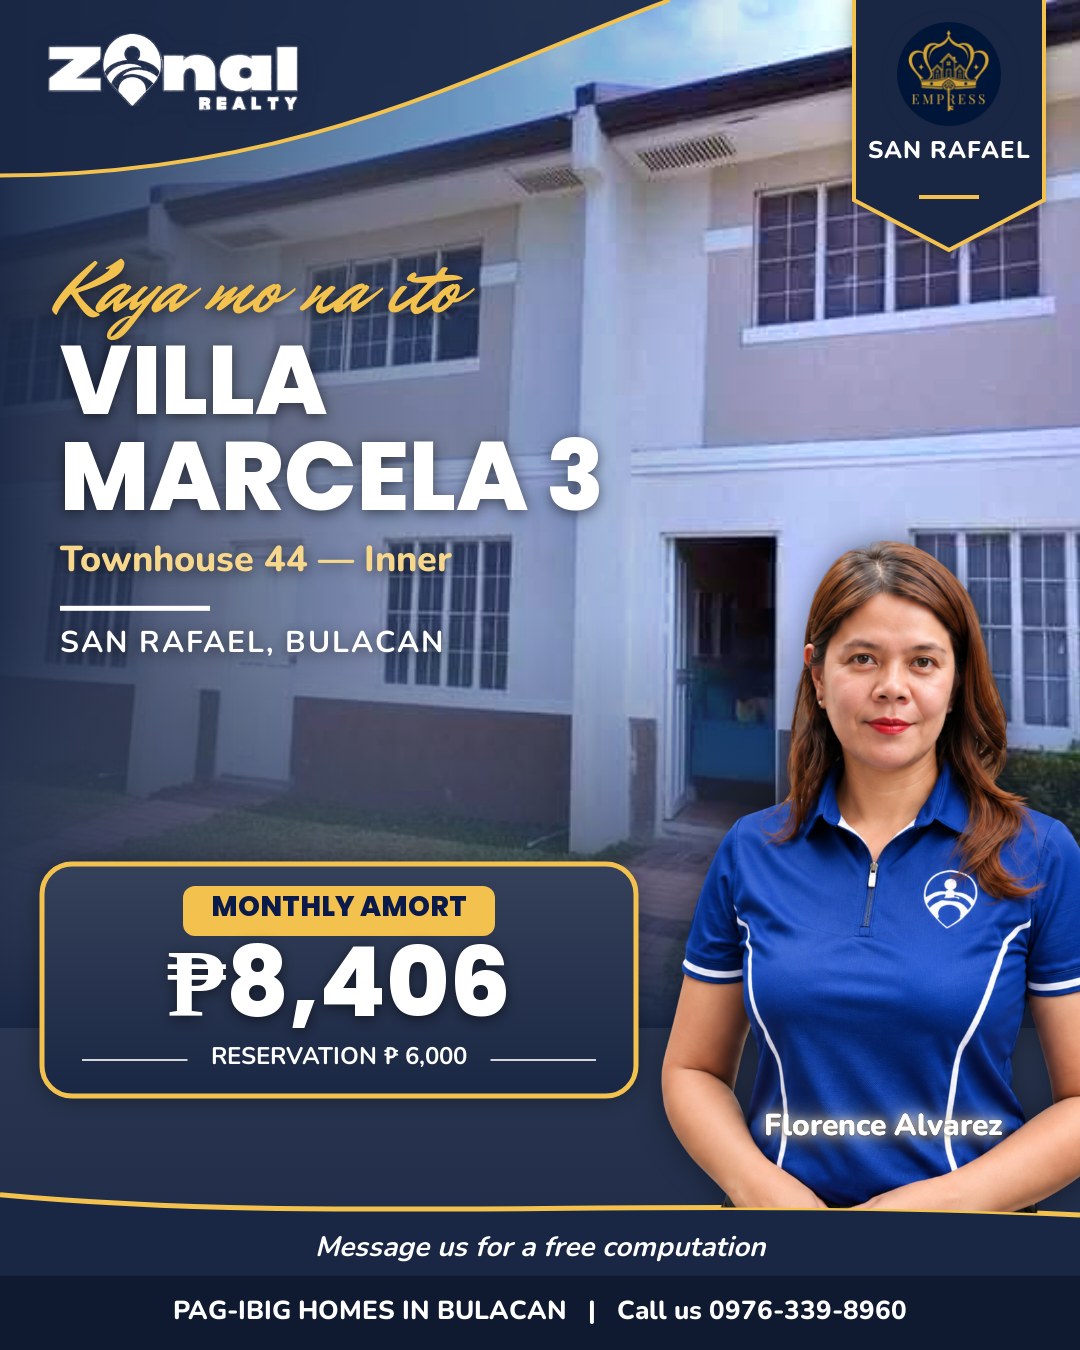 Zonal
REALTY
EMPRESS
SAN RAFAEL
Kaya mo na ito
VILLA
MARCELA 3
Townhouse 44 — Inner
SAN RAFAEL, BULACAN
MONTHLY AMORT
₱8,406
RESERVATION ₱ 6,000
Florence Alvarez
Message us for a free computation
PAG-IBIG HOMES IN BULACAN | Call us 0976-339-8960